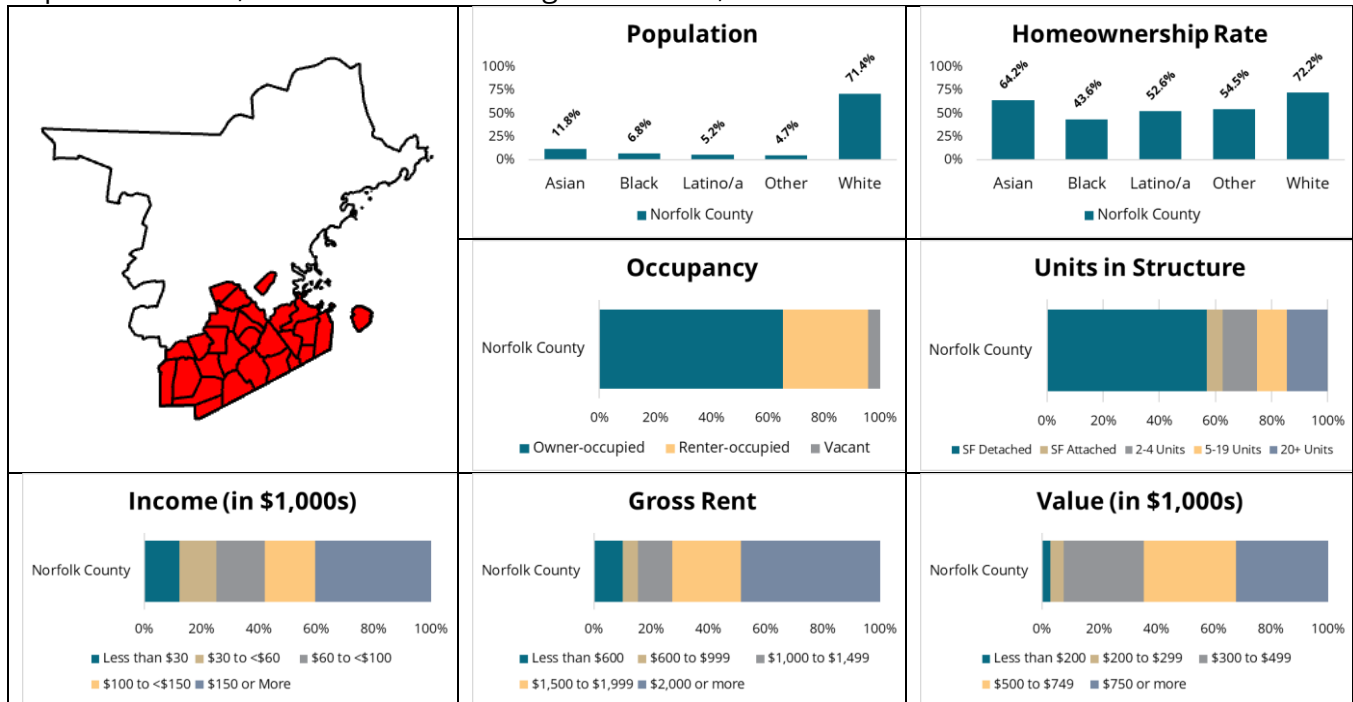 Population
100%
75%
50%
25%
0%
11.8%
6.8%
5.2%
4.7%
71.4%
Asian Black Latino/a Other White
Norfolk County
Homeownership Rate
100%
75%
50%
25%
0%
64.2%
43.6%
52.6%
54.5%
72.2%
Asian Black Latino/a Other White
Norfolk County
Occupancy
Norfolk County
0% 20% 40% 60% 80% 100%
Owner-occupied Renter-occupied Vacant
Units in Structure
Norfolk County
0% 20% 40% 60% 80% 100%
SF Detached SF Attached 2-4 Units 5-19 Units 20+ Units
Income (in $1,000s)
Norfolk County
0% 20% 40% 60% 80% 100%
Less than $30 $30 to <$60 $60 to <$100
$100 to <$150 $150 or More
Gross Rent
Norfolk County
0% 20% 40% 60% 80% 100%
Less than $600 $600 to $999 $1,000 to $1,499
$1,500 to $1,999 $2,000 or more
Value (in $1,000s)
Norfolk County
0% 20% 40% 60% 80% 100%
Less than $200 $200 to $299 $300 to $499
$500 to $749 $750 or more